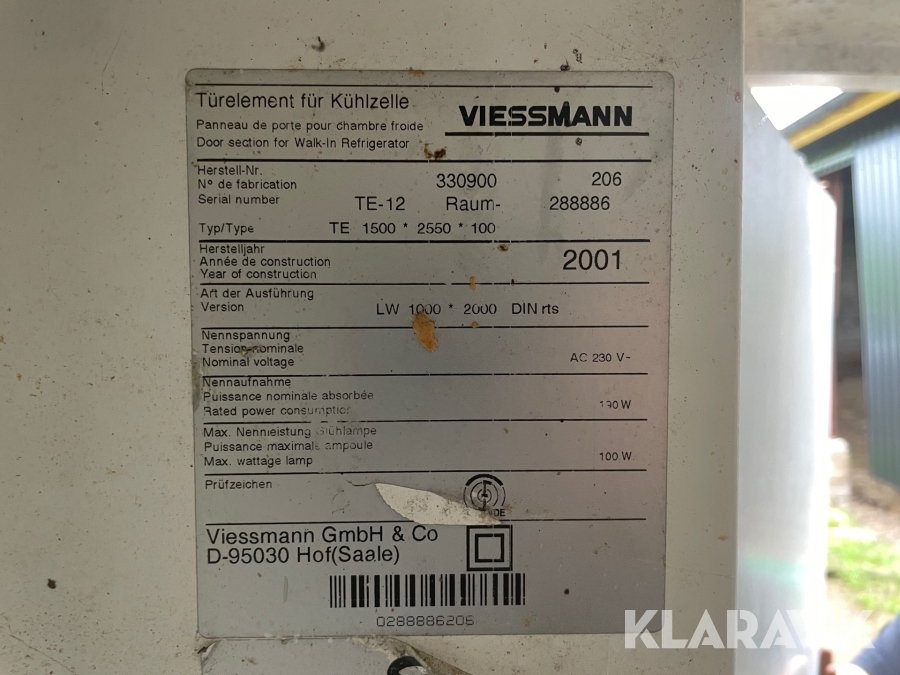 Türelement für Kühlzelle
VIESSMANN
Panneau de porte pour chambre froide
Door section for Walk-In Refrigerator
Herstell-Nr.
N° de fabrication 330900 206
Serial number TE-12 Raum- 288886
Typ/Type TE 1500 * 2550 * 100
Herstelljahr
Année de construction 2001
Year of construction
Art der Ausführung
Version LW 1000 * 2000 DIN rts
Nennspannung
Tension nominale
Nominal voltage AC 230 V~
Nennaufnahme
Puissance nominale absorbée
Rated power consumption W
Max. Nennleistung Glühlampe
Puissance maximale ampoule
Max. wattage lamp 100 W
Prüfzeichen
Viessmann GmbH & Co
D-95030 Hof(Saale)
0288886206
KLARAVIK